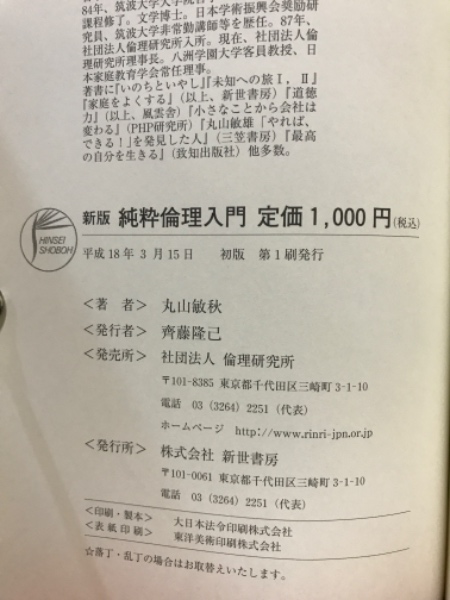 84年、筑波大学大学院
課程修了。文学博士。日本学術振興会奨励研
究員、筑波大学非常勤講師等を歴任。87年、
社団法人倫理研究所入所。現在、社団法人倫
理研究所理事長。八洲学園大学客員教授、日
本家庭教育学会常任理事。
著書に『いのちといやし』『未知への旅Ⅰ，Ⅱ』
『家庭をよくする』（以上、新世書房）『道徳
力』（以上、風雲舎）『小さなことから会社は
変わる』（PHP研究所）『丸山敏雄「やれば、
できる！」を発見した人』（三笠書房）『最高
の自分を生きる』（致知出版社）他多数。
HINSEI
SHOBOH
新版 純粋倫理入門 定価1,000円(税込)
平成18年3月15日 初版 第1刷発行
＜著者＞ 丸山敏秋
＜発行者＞ 齊藤隆己
＜発売所＞ 社団法人 倫理研究所
〒101-8385 東京都千代田区三崎町3-1-10
電話 03(3264)2251（代表）
ホームページ http://www.rinri-jpn.or.jp
＜発行所＞ 株式会社 新世書房
〒101-0061 東京都千代田区三崎町3-1-10
電話 03(3264)2251（代表）
＜印刷・製本＞ 大日本法令印刷株式会社
＜表紙印刷＞ 東洋美術印刷株式会社
☆落丁・乱丁の場合はお取替えいたします。